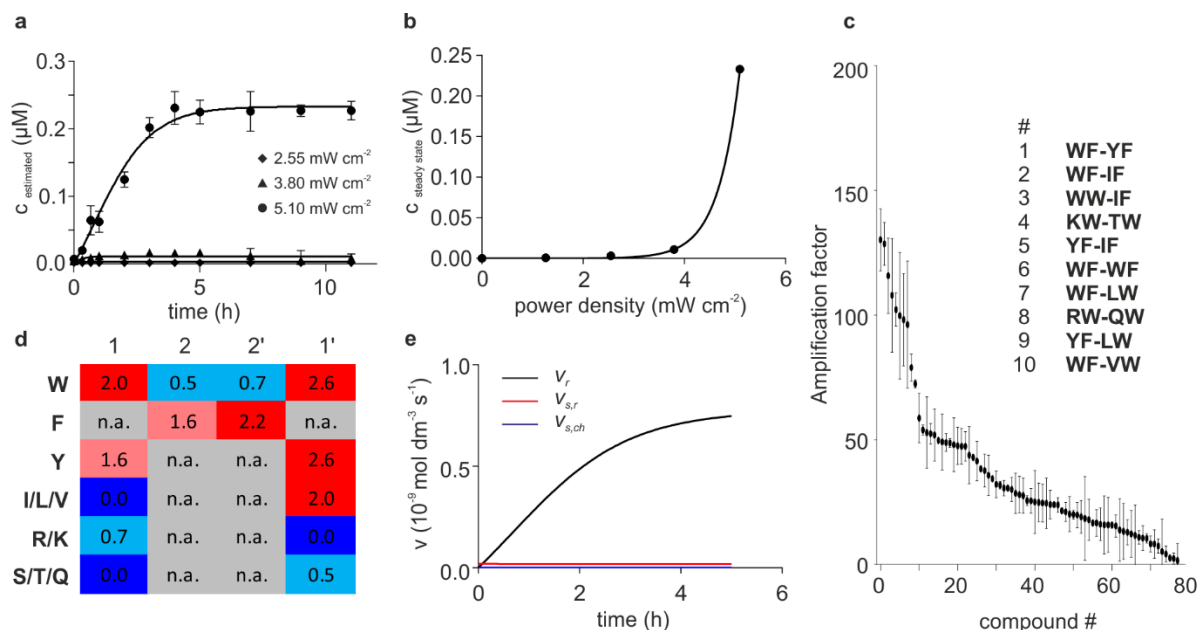 a
c estimated (µM)
0.3
0.2
0.1
0.0
0
5
10
time (h)
2.55 mW cm-2
3.80 mW cm-2
5.10 mW cm-2
b
c steady state (µM)
0.25
0.20
0.15
0.10
0.05
0.00
0
2
4
6
power density (mW cm-2)
c
Amplification factor
200
150
100
50
0
0
20
40
60
80
compound #
#
1 WF-YF
2 WF-IF
3 WW-IF
4 KW-TW
5 YF-IF
6 WF-WF
7 WF-LW
8 RW-QW
9 YF-LW
10 WF-VW
d
1 2 2' 1'
W 2.0 0.5 0.7 2.6
F n.a. 1.6 2.2 n.a.
Y 1.6 n.a. n.a. 2.6
I/L/V 0.0 n.a. n.a. 2.0
R/K 0.7 n.a. n.a. 0.0
S/T/Q 0.0 n.a. n.a. 0.5
e
v (10-9 mol dm-3 s-1)
1.0
0.5
0.0
0
2
4
6
time (h)
Vr
Vs,r
Vs,ch